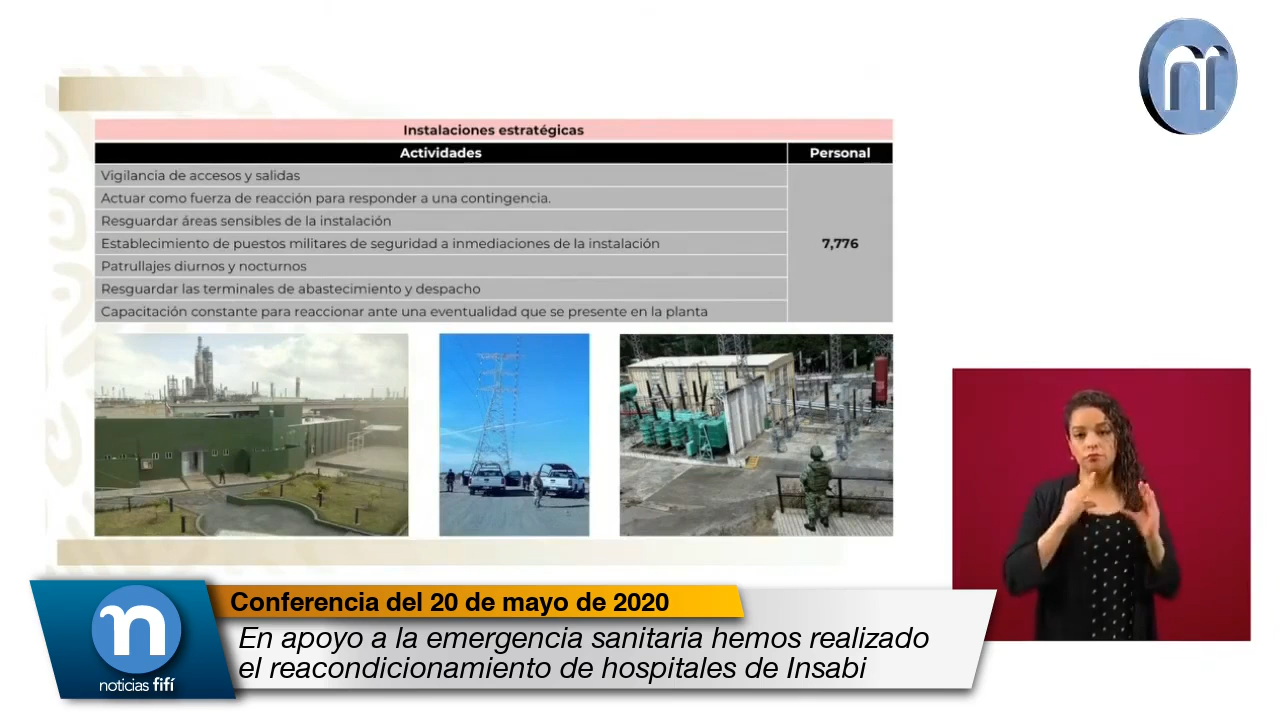 Instalaciones estratégicas
Actividades
Personal
Vigilancia de accesos y salidas
Actuar como fuerza de reacción para responder a una contingencia.
Resguardar áreas sensibles de la instalación
Establecimiento de puestos militares de seguridad a inmediaciones de la instalación
7,776
Patrullajes diurnos y nocturnos
Resguardar las terminales de abastecimiento y despacho
Capacitación constante para reaccionar ante una eventualidad que se presente en la planta
Conferencia del 20 de mayo de 2020
En apoyo a la emergencia sanitaria hemos realizado
el reacondicionamiento de hospitales de Insabi
n
noticias fifí